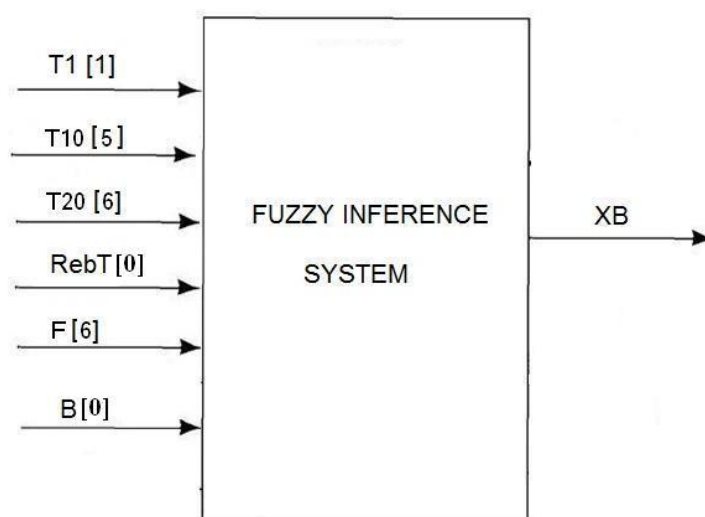 T1 [1]
T10 [5]
T20 [6]
RebT[0]
F[6]
B[0]
FUZZY INFERENCE
SYSTEM
XB